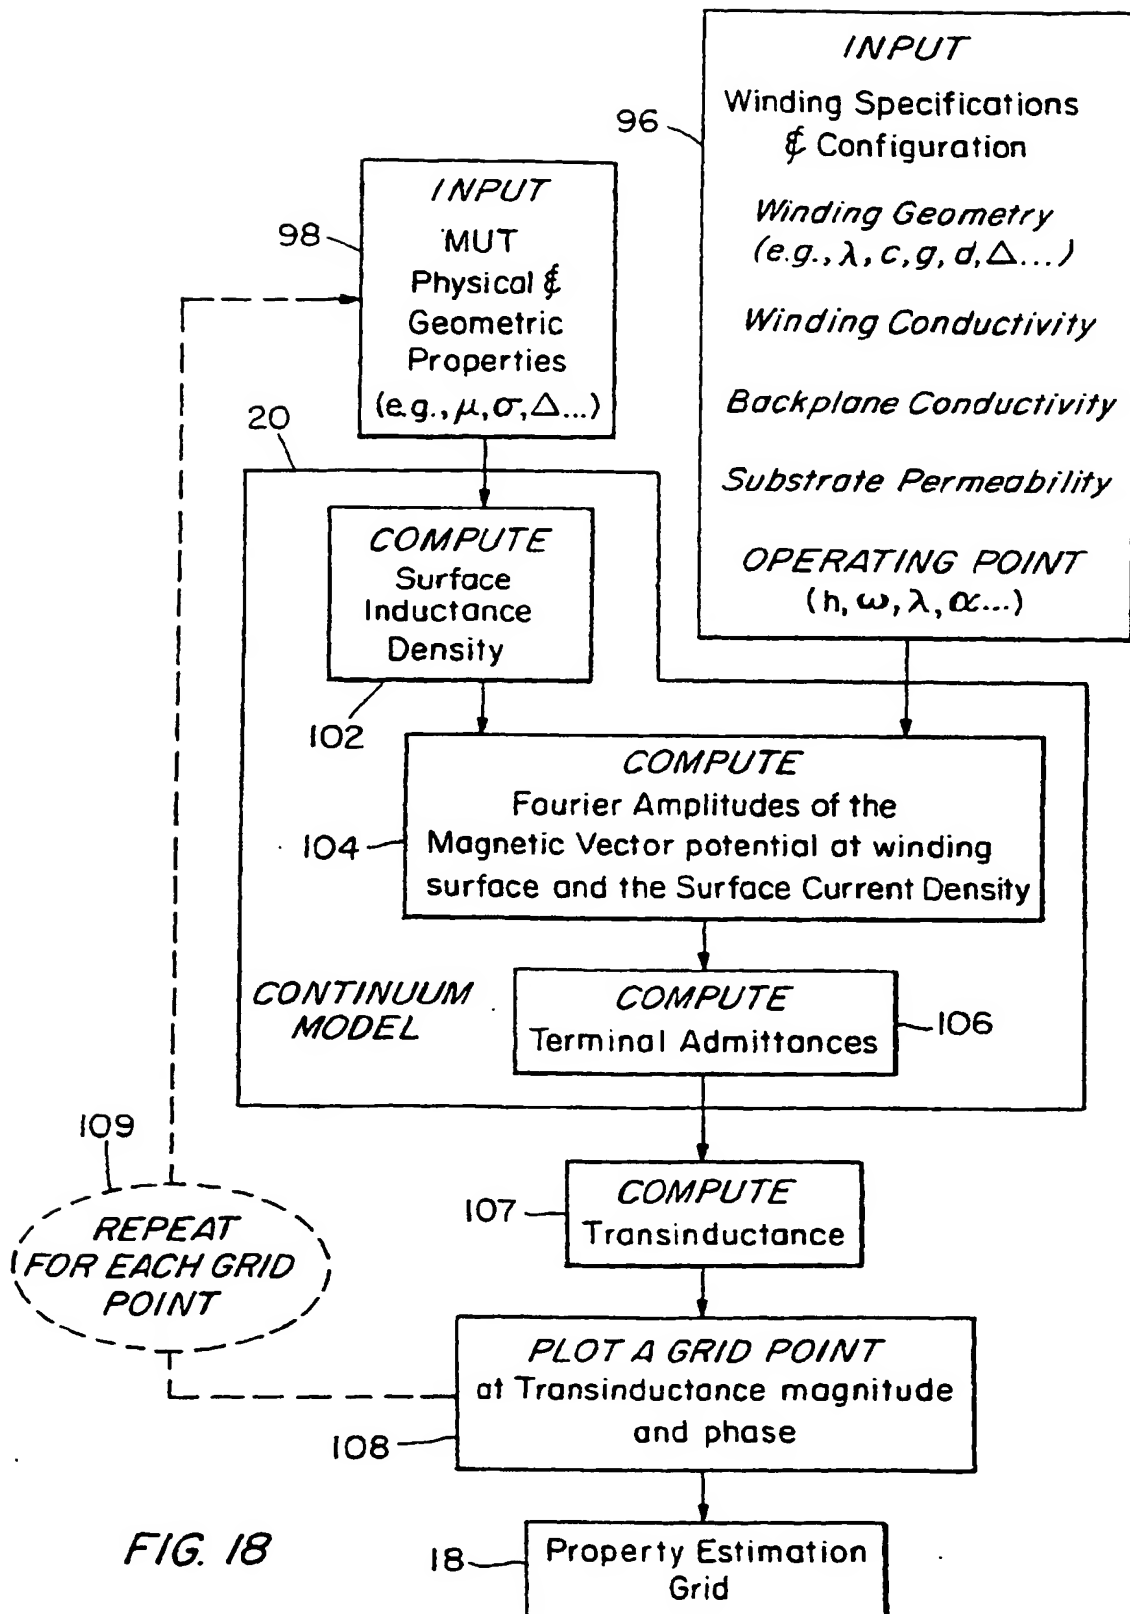 INPUT
Winding Specifications
& Configuration
Winding Geometry
(e.g., λ, c, g, d, Δ...)
Winding Conductivity
Backplane Conductivity
Substrate Permeability
OPERATING POINT
(h, ω, λ, α...)
96
INPUT
MUT
Physical &
Geometric
Properties
(e.g., μ, σ, Δ...)
98
20
COMPUTE
Surface
Inductance
Density
102
COMPUTE
Fourier Amplitudes of the
Magnetic Vector potential at winding
surface and the Surface Current Density
104
CONTINUUM
MODEL
COMPUTE
Terminal Admittances
106
109
REPEAT
FOR EACH GRID
POINT
COMPUTE
Transinductance
107
PLOT A GRID POINT
at Transinductance magnitude
and phase
108
Property Estimation
Grid
18
FIG. 18